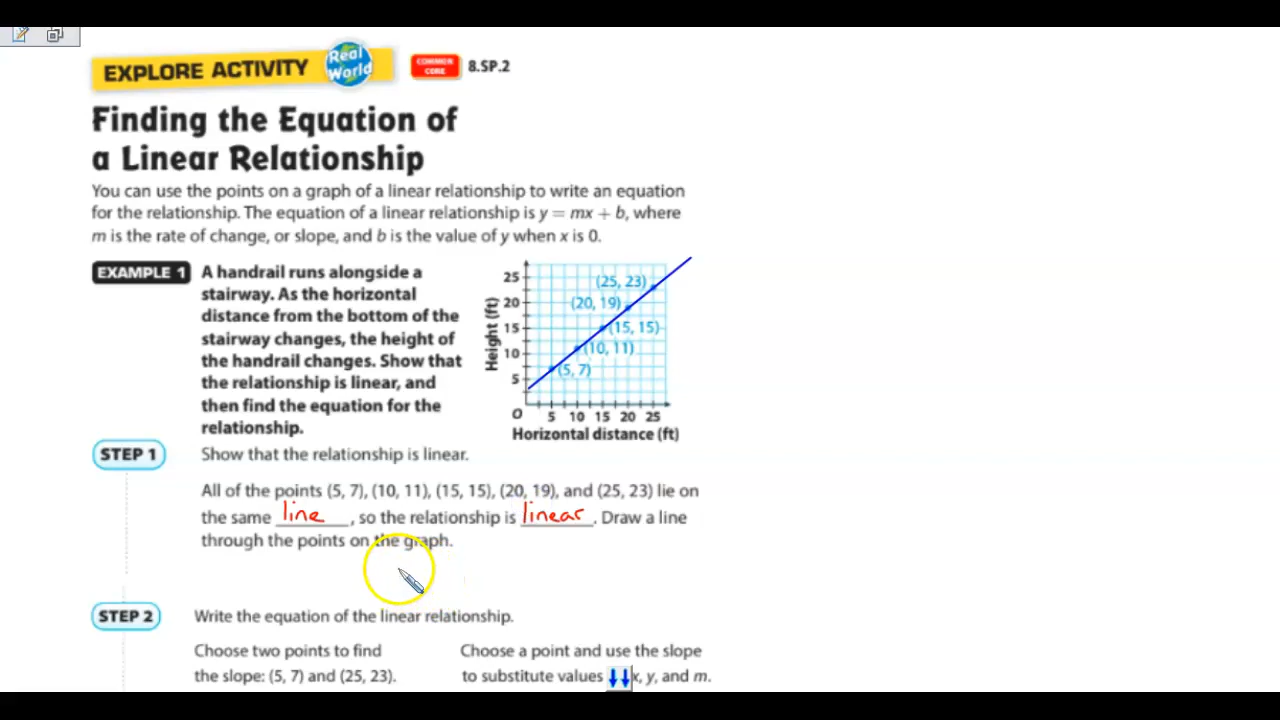 EXPLORE ACTIVITY Real World COMMON CORE 8.SP.2
Finding the Equation of
a Linear Relationship
You can use the points on a graph of a linear relationship to write an equation
for the relationship. The equation of a linear relationship is y = mx + b, where
m is the rate of change, or slope, and b is the value of y when x is 0.
EXAMPLE 1 A handrail runs alongside a
stairway. As the horizontal
distance from the bottom of the
stairway changes, the height of
the handrail changes. Show that
the relationship is linear, and
then find the equation for the
relationship.
Height (ft)
25
20
15
10
5
(25, 23)
(20, 19)
(15, 15)
(10, 11)
(5, 7)
O 5 10 15 20 25
Horizontal distance (ft)
STEP 1 Show that the relationship is linear.
All of the points (5, 7), (10, 11), (15, 15), (20, 19), and (25, 23) lie on
the same line, so the relationship is linear. Draw a line
through the points on the graph.
STEP 2 Write the equation of the linear relationship.
Choose two points to find
the slope: (5, 7) and (25, 23).
Choose a point and use the slope
to substitute values x, y, and m.